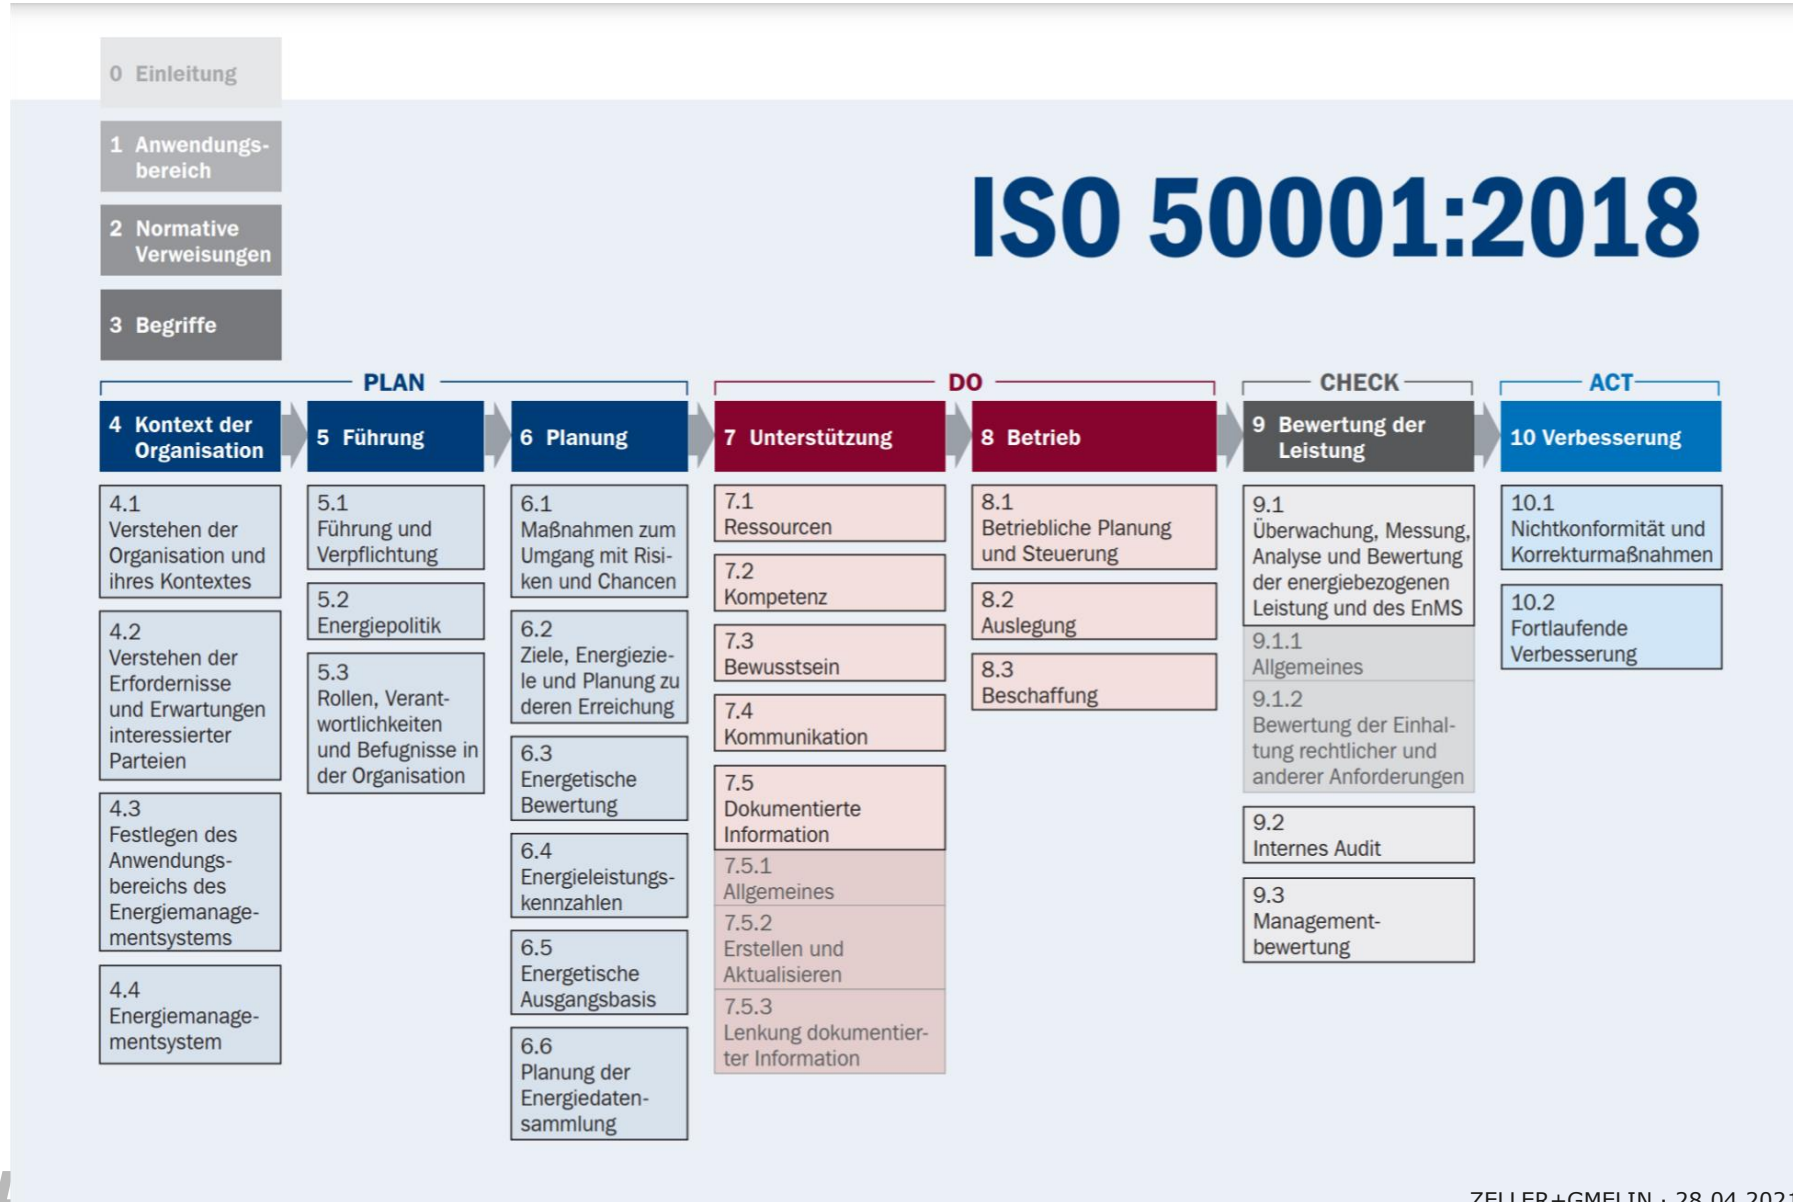 0 Einleitung
1 Anwendungs-
bereich
2 Normative
Verweisungen
3 Begriffe
ISO 50001:2018
PLAN
4 Kontext der
Organisation
5 Führung
6 Planung
4.1
Verstehen der
Organisation und
ihres Kontextes
4.2
Verstehen der
Erfordernisse
und Erwartungen
interessierter
Parteien
4.3
Festlegen des
Anwendungs-
bereichs des
Energiemanage-
mentsystems
4.4
Energiemanage-
mentsystem
5.1
Führung und
Verpflichtung
5.2
Energiepolitik
5.3
Rollen, Verant-
wortlichkeiten
und Befugnisse in
der Organisation
6.1
Maßnahmen zum
Umgang mit Risi-
ken und Chancen
6.2
Ziele, Energiezie-
le und Planung zu
deren Erreichung
6.3
Energetische
Bewertung
6.4
Energieleistungs-
kennzahlen
6.5
Energetische
Ausgangsbasis
6.6
Planung der
Energiedaten-
sammlung
DO
7 Unterstützung
8 Betrieb
7.1
Ressourcen
7.2
Kompetenz
7.3
Bewusstsein
7.4
Kommunikation
7.5
Dokumentierte
Information
7.5.1
Allgemeines
7.5.2
Erstellen und
Aktualisieren
7.5.3
Lenkung dokumentier-
ter Information
8.1
Betriebliche Planung
und Steuerung
8.2
Auslegung
8.3
Beschaffung
CHECK
9 Bewertung der
Leistung
9.1
Überwachung, Messung,
Analyse und Bewertung
der energiebezogenen
Leistung und des EnMS
9.1.1
Allgemeines
9.1.2
Bewertung der Einhal-
tung rechtlicher und
anderer Anforderungen
9.2
Internes Audit
9.3
Management-
bewertung
ACT
10 Verbesserung
10.1
Nichtkonformität und
Korrekturmaßnahmen
10.2
Fortlaufende
Verbesserung
ZELLER+GMELIN · 28.04.2021